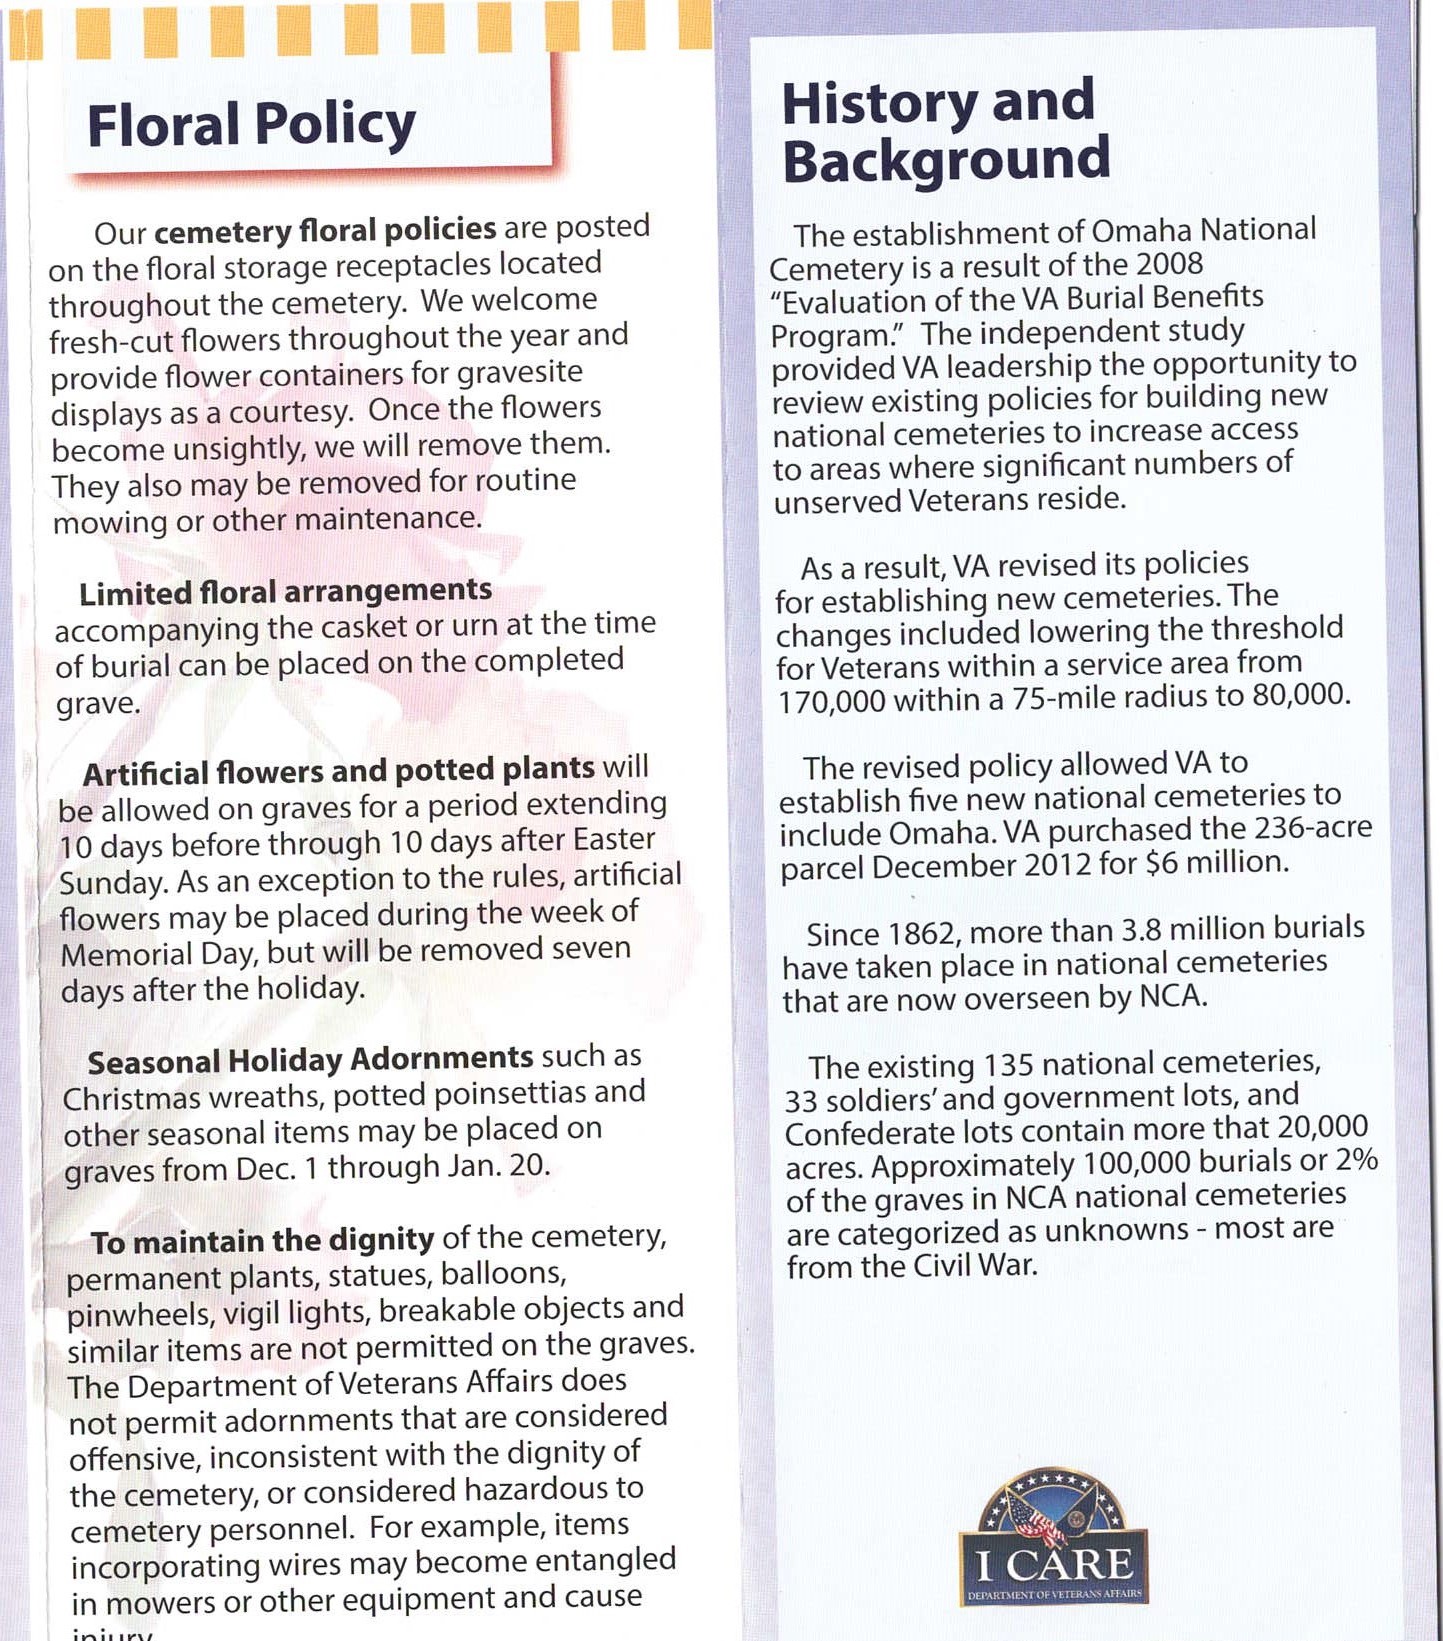 Floral Policy
Our cemetery floral policies are posted
on the floral storage receptacles located
throughout the cemetery. We welcome
fresh-cut flowers throughout the year and
provide flower containers for gravesite
displays as a courtesy. Once the flowers
become unsightly, we will remove them.
They also may be removed for routine
mowing or other maintenance.
Limited floral arrangements
accompanying the casket or urn at the time
of burial can be placed on the completed
grave.
Artificial flowers and potted plants will
be allowed on graves for a period extending
10 days before through 10 days after Easter
Sunday. As an exception to the rules, artificial
flowers may be placed during the week of
Memorial Day, but will be removed seven
days after the holiday.
Seasonal Holiday Adornments such as
Christmas wreaths, potted poinsettias and
other seasonal items may be placed on
graves from Dec. 1 through Jan. 20.
To maintain the dignity of the cemetery,
permanent plants, statues, balloons,
pinwheels, vigil lights, breakable objects and
similar items are not permitted on the graves.
The Department of Veterans Affairs does
not permit adornments that are considered
offensive, inconsistent with the dignity of
the cemetery, or considered hazardous to
cemetery personnel. For example, items
incorporating wires may become entangled
in mowers or other equipment and cause
injury.
History and
Background
The establishment of Omaha National
Cemetery is a result of the 2008
“Evaluation of the VA Burial Benefits
Program.” The independent study
provided VA leadership the opportunity to
review existing policies for building new
national cemeteries to increase access
to areas where significant numbers of
unserved Veterans reside.
As a result, VA revised its policies
for establishing new cemeteries. The
changes included lowering the threshold
for Veterans within a service area from
170,000 within a 75-mile radius to 80,000.
The revised policy allowed VA to
establish five new national cemeteries to
include Omaha. VA purchased the 236-acre
parcel December 2012 for $6 million.
Since 1862, more than 3.8 million burials
have taken place in national cemeteries
that are now overseen by NCA.
The existing 135 national cemeteries,
33 soldiers’ and government lots, and
Confederate lots contain more that 20,000
acres. Approximately 100,000 burials or 2%
of the graves in NCA national cemeteries
are categorized as unknowns - most are
from the Civil War.
I CARE
DEPARTMENT OF VETERANS AFFAIRS